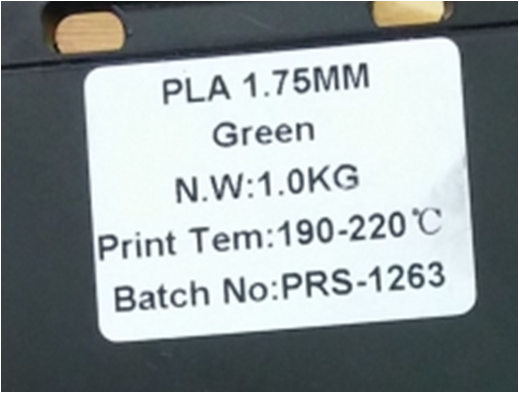 PLA 1.75MM
Green
N.W:1.0KG
Print Tem:190-220℃
Batch No:PRS-1263